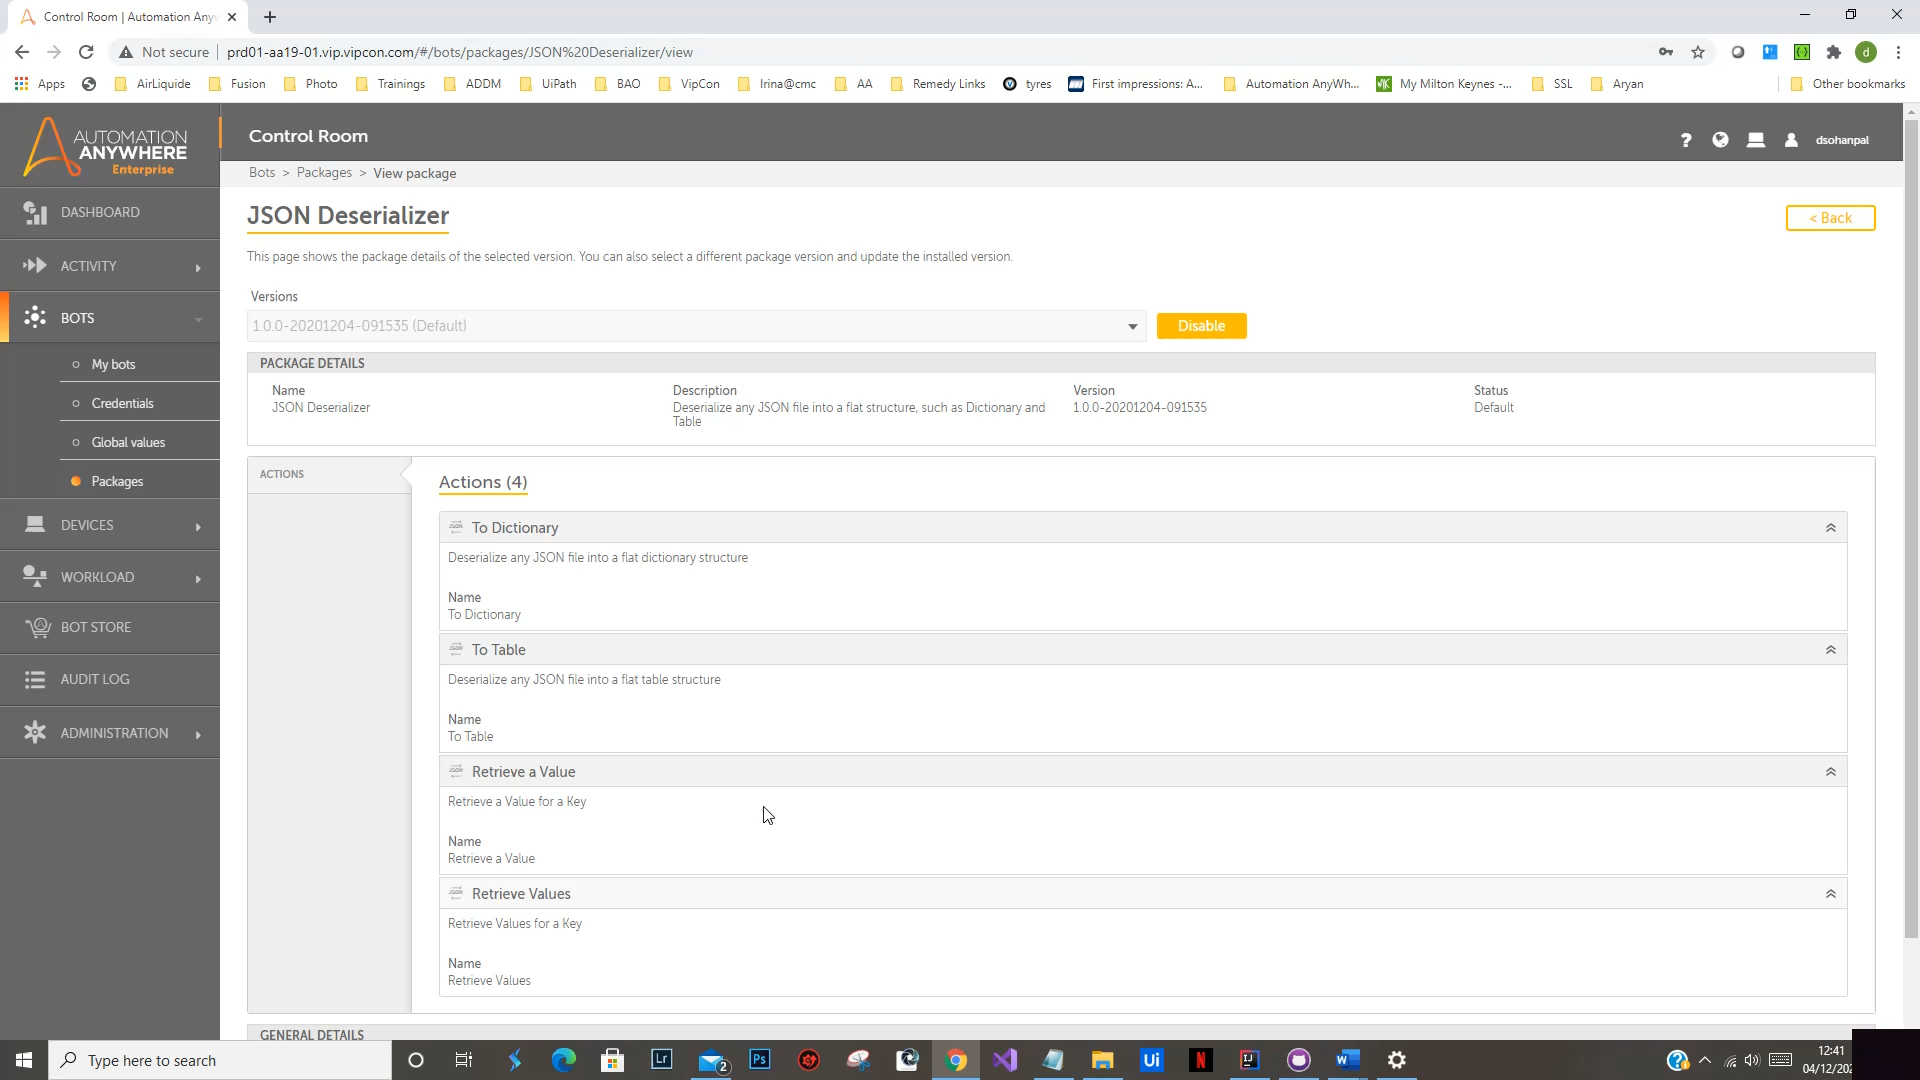 Control Room | Automation Anyw
Not secure
prd01-aa19-01.vip.vipcon.com/#/bots/packages/JSON%20Deserializer/view
d
Apps
AirLiquide
Fusion
Photo
Trainings
ADDM
UiPath
BAO
VipCon
Irina@cmc
AA
Remedy Links
tyres
First impressions: A...
Automation AnyWh...
My Milton Keynes -...
SSL
Aryan
Other bookmarks
AUTOMATION
ANYWHERE
Enterprise
Control Room
dsohanpal
Bots > Packages > View package
DASHBOARD
ACTIVITY
BOTS
My bots
Credentials
Global values
Packages
DEVICES
WORKLOAD
BOT STORE
AUDIT LOG
ADMINISTRATION
JSON Deserializer
< Back
This page shows the package details of the selected version. You can also select a different package version and update the installed version.
Versions
1.0.0-20201204-091535 (Default)
Disable
PACKAGE DETAILS
Name
JSON Deserializer
Description
Deserialize any JSON file into a flat structure, such as Dictionary and
Table
Version
1.0.0-20201204-091535
Status
Default
ACTIONS
Actions (4)
To Dictionary
Deserialize any JSON file into a flat dictionary structure
Name
To Dictionary
To Table
Deserialize any JSON file into a flat table structure
Name
To Table
Retrieve a Value
Retrieve a Value for a Key
Name
Retrieve a Value
Retrieve Values
Retrieve Values for a Key
Name
Retrieve Values
GENERAL DETAILS
Type here to search
Lr
2
Ps
Ui
N
IJ
W
12:41
04/12/202